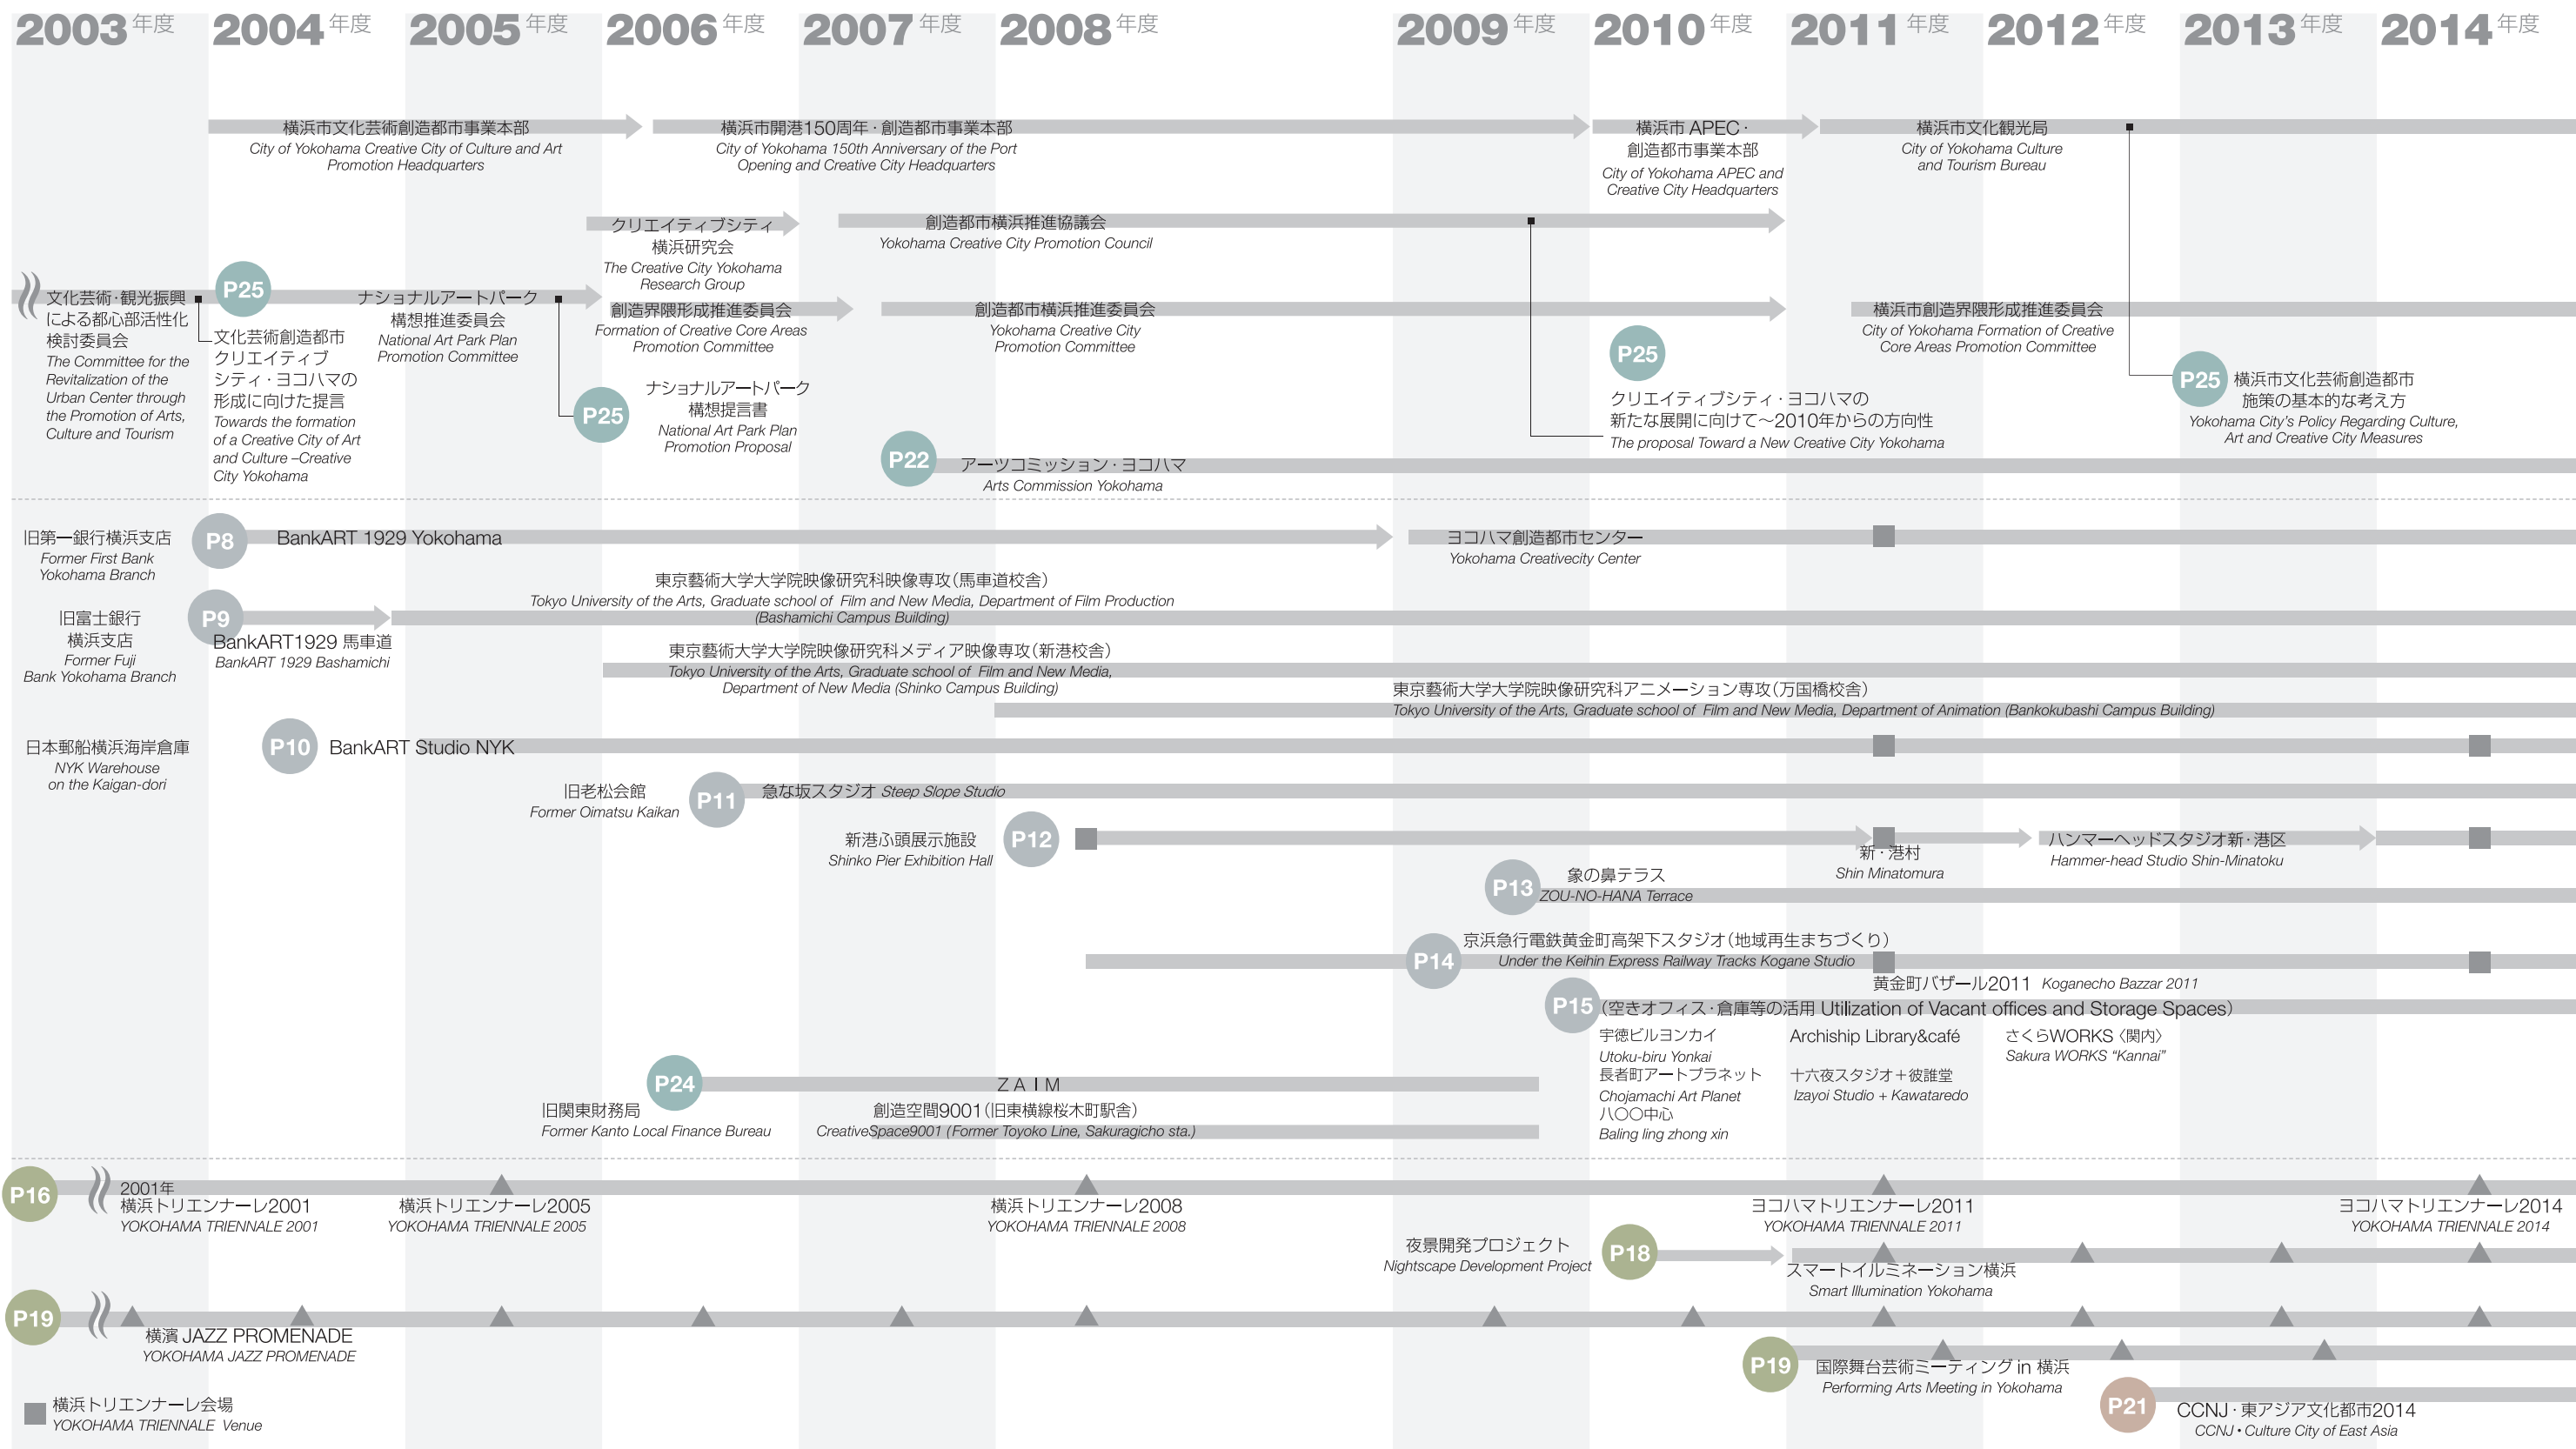 2003年度 2004年度 2005年度 2006年度 2007年度 2008年度 2009年度 2010年度 2011年度 2012年度 2013年度 2014年度
横浜市文化芸術創造都市事業本部
City of Yokohama Creative City of Culture and Art
Promotion Headquarters
横浜市開港150周年・創造都市事業本部
City of Yokohama 150th Anniversary of the Port
Opening and Creative City Headquarters
横浜市 APEC・
創造都市事業本部
City of Yokohama APEC and
Creative City Headquarters
横浜市文化観光局
City of Yokohama Culture
and Tourism Bureau
クリエイティブシティ
横浜研究会
The Creative City Yokohama
Research Group
創造都市横浜推進協議会
Yokohama Creative City Promotion Council
文化芸術・観光振興
による都心部活性化
検討委員会
The Committee for the
Revitalization of the
Urban Center through
the Promotion of Arts,
Culture and Tourism
P25
文化芸術創造都市
クリエイティブ
シティ・ヨコハマの
形成に向けた提言
Towards the formation
of a Creative City of Art
and Culture –Creative
City Yokohama
ナショナルアートパーク
構想推進委員会
National Art Park Plan
Promotion Committee
創造界隈形成推進委員会
Formation of Creative Core Areas
Promotion Committee
創造都市横浜推進委員会
Yokohama Creative City
Promotion Committee
横浜市創造界隈形成推進委員会
City of Yokohama Formation of Creative
Core Areas Promotion Committee
P25
ナショナルアートパーク
構想提言書
National Art Park Plan
Promotion Proposal
P25
クリエイティブシティ・ヨコハマの
新たな展開に向けて～2010年からの方向性
The proposal Toward a New Creative City Yokohama
P25
横浜市文化芸術創造都市
施策の基本的な考え方
Yokohama City's Policy Regarding Culture,
Art and Creative City Measures
P22
アーツコミッション・ヨコハマ
Arts Commission Yokohama
旧第一銀行横浜支店
Former First Bank
Yokohama Branch
P8
BankART 1929 Yokohama
ヨコハマ創造都市センター
Yokohama Creativecity Center
旧富士銀行
横浜支店
Former Fuji
Bank Yokohama Branch
P9
BankART1929 馬車道
BankART 1929 Bashamichi
東京藝術大学大学院映像研究科映像専攻（馬車道校舎）
Tokyo University of the Arts, Graduate school of Film and New Media, Department of Film Production
(Bashamichi Campus Building)
東京藝術大学大学院映像研究科メディア映像専攻（新港校舎）
Tokyo University of the Arts, Graduate school of Film and New Media,
Department of New Media (Shinko Campus Building)
東京藝術大学大学院映像研究科アニメーション専攻（万国橋校舎）
Tokyo University of the Arts, Graduate school of Film and New Media, Department of Animation (Bankokubashi Campus Building)
日本郵船横浜海岸倉庫
NYK Warehouse
on the Kaigan-dori
P10
BankART Studio NYK
旧老松会館
Former Oimatsu Kaikan
P11
急な坂スタジオ Steep Slope Studio
新港ふ頭展示施設
Shinko Pier Exhibition Hall
P12
新・港村
Shin Minatomura
ハンマーヘッドスタジオ新・港区
Hammer-head Studio Shin-Minatoku
P13
象の鼻テラス
ZOU-NO-HANA Terrace
P14
京浜急行電鉄黄金町高架下スタジオ（地域再生まちづくり）
Under the Keihin Express Railway Tracks Kogane Studio
黄金町バザール2011 Koganecho Bazzar 2011
P15
（空きオフィス・倉庫等の活用 Utilization of Vacant offices and Storage Spaces）
宇徳ビルヨンカイ
Utoku-biru Yonkai
長者町アートプラネット
Chojamachi Art Planet
八〇〇中心
Baling ling zhong xin
Archiship Library&café
十六夜スタジオ＋彼誰堂
Izayoi Studio + Kawataredo
さくらWORKS〈関内〉
Sakura WORKS “Kannai”
P24
旧関東財務局
Former Kanto Local Finance Bureau
ＺＡＩＭ
創造空間9001（旧東横線桜木町駅舎）
CreativeSpace9001 (Former Toyoko Line, Sakuragicho sta.)
P16
2001年
横浜トリエンナーレ2001
YOKOHAMA TRIENNALE 2001
横浜トリエンナーレ2005
YOKOHAMA TRIENNALE 2005
横浜トリエンナーレ2008
YOKOHAMA TRIENNALE 2008
ヨコハマトリエンナーレ2011
YOKOHAMA TRIENNALE 2011
ヨコハマトリエンナーレ2014
YOKOHAMA TRIENNALE 2014
夜景開発プロジェクト
Nightscape Development Project
P18
スマートイルミネーション横浜
Smart Illumination Yokohama
P19
横濱 JAZZ PROMENADE
YOKOHAMA JAZZ PROMENADE
P19
国際舞台芸術ミーティング in 横浜
Performing Arts Meeting in Yokohama
P21
CCNJ・東アジア文化都市2014
CCNJ・Culture City of East Asia
横浜トリエンナーレ会場
YOKOHAMA TRIENNALE Venue